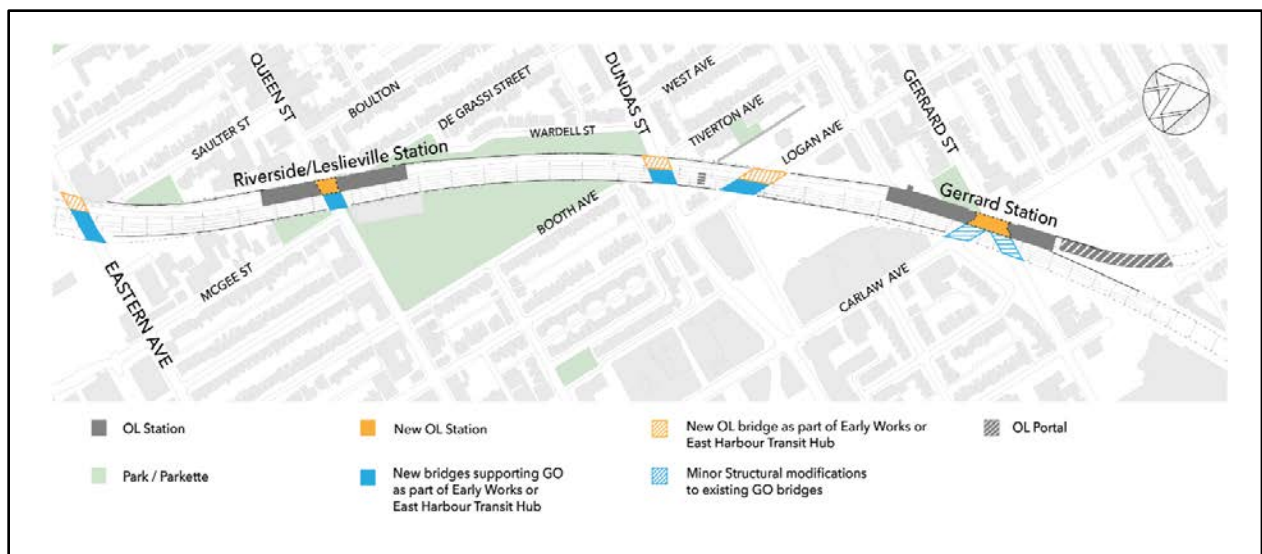 QUEEN ST
SAULTER ST
BOULTON
DE GRASSI STREET
WARDELL ST
DUNDAS ST
WEST AVE
TIVERTON AVE
LOGAN AVE
GERRARD ST
Riverside/Leslieville Station
Gerrard Station
EASTERN AVE
MCGEE ST
BOOTH AVE
CARLAW AVE
OL Station
New OL Station
New OL bridge as part of Early Works or
East Harbour Transit Hub
OL Portal
Park / Parkette
New bridges supporting GO
as part of Early Works or
East Harbour Transit Hub
Minor Structural modifications
to existing GO bridges